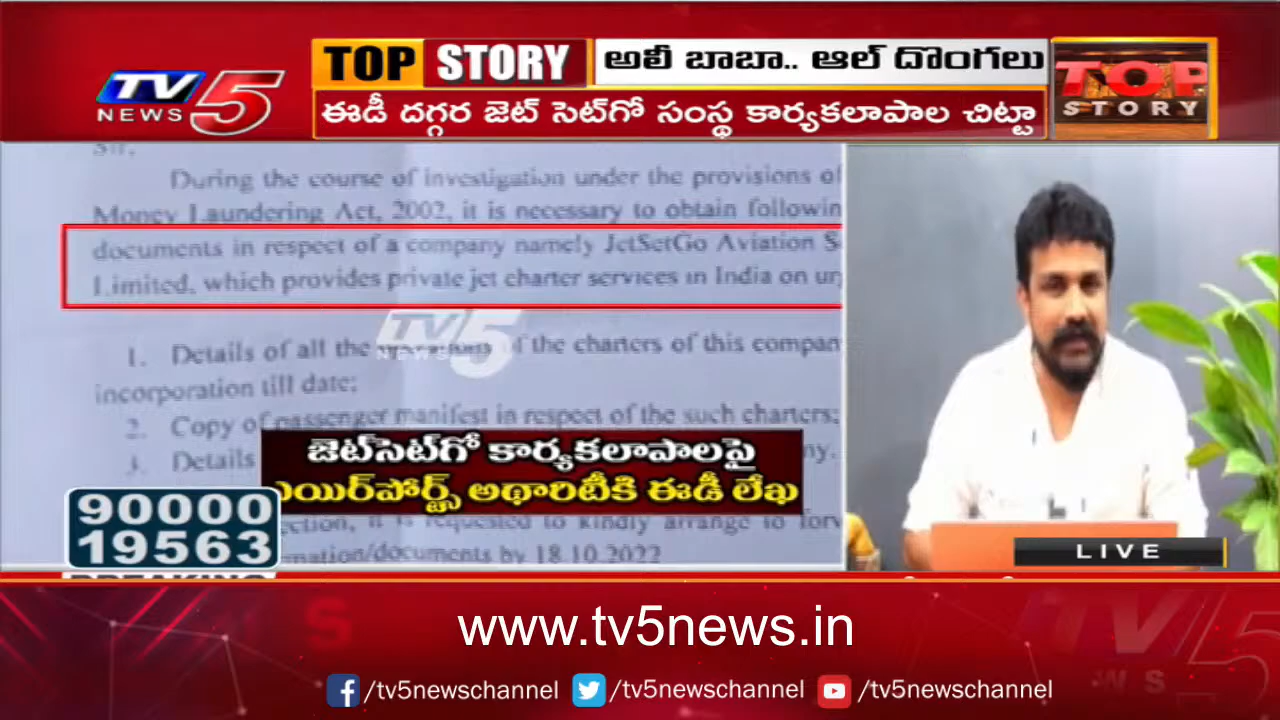 TV5
NEWS
TOP STORY
అలీ బాబా.. ఆల్ దొంగలు
TOP
STORY
ఈడీ దగ్గర జెట్ సెట్‌గో సంస్థ కార్యకలాపాల చిట్టా
Sir,
During the course of investigation under the provisions of
Money Laundering Act, 2002, it is necessary to obtain
documents in respect of a company namely JetSetGo Aviation
Limited, which provides private jet charter services in India on
TV5
NEWS
1. Details of all the of the charters of this
incorporation till date;
2. Copy of passenger manifest in respect of the such charters;
3. Details
జెట్‌సెట్‌గో కార్యకలాపాలపై
ఎయిర్‌పోర్ట్స్ అథారిటీకి ఈడీ లేఖ
90000
19563
it is requested to kindly arrange to
documents by 18.10.2022
LIVE
www.tv5news.in
/tv5newschannel
/tv5newschannel
/tv5newschannel